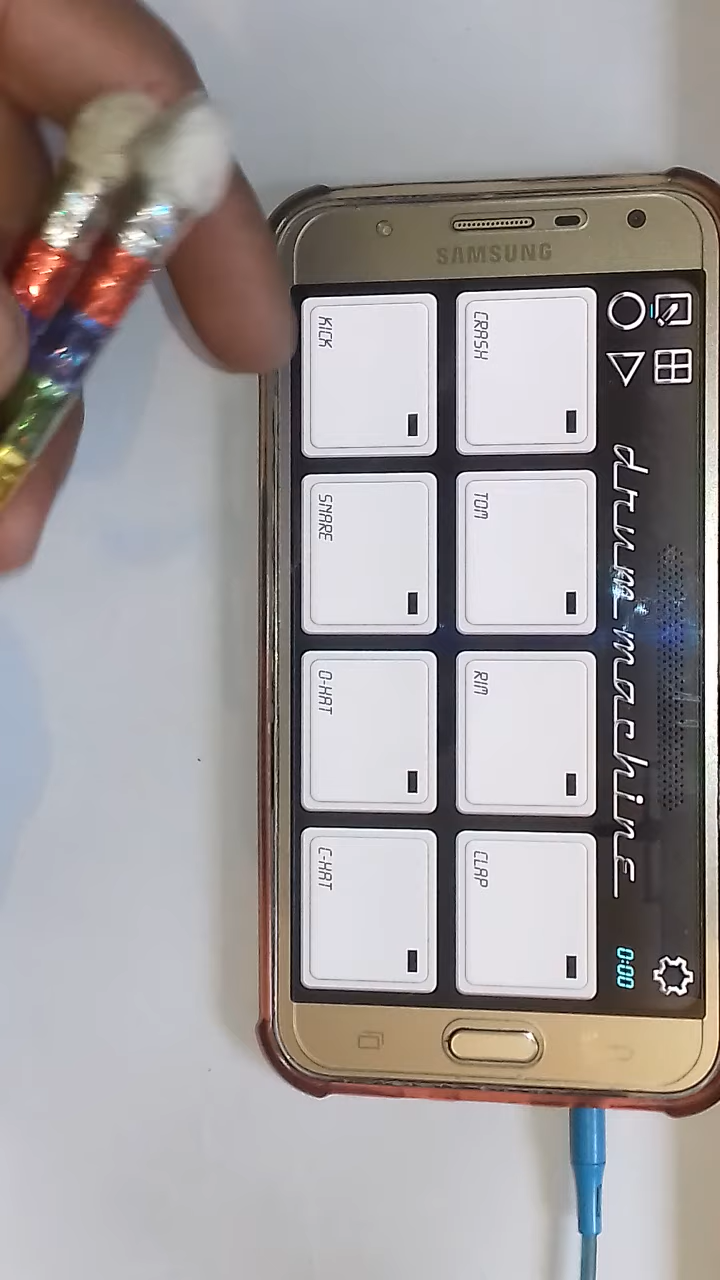 SAMSUNG
drum machine
0:00
CRASH
TOM
RIM
CLAP
KICK
SNARE
O-HAT
C-HAT